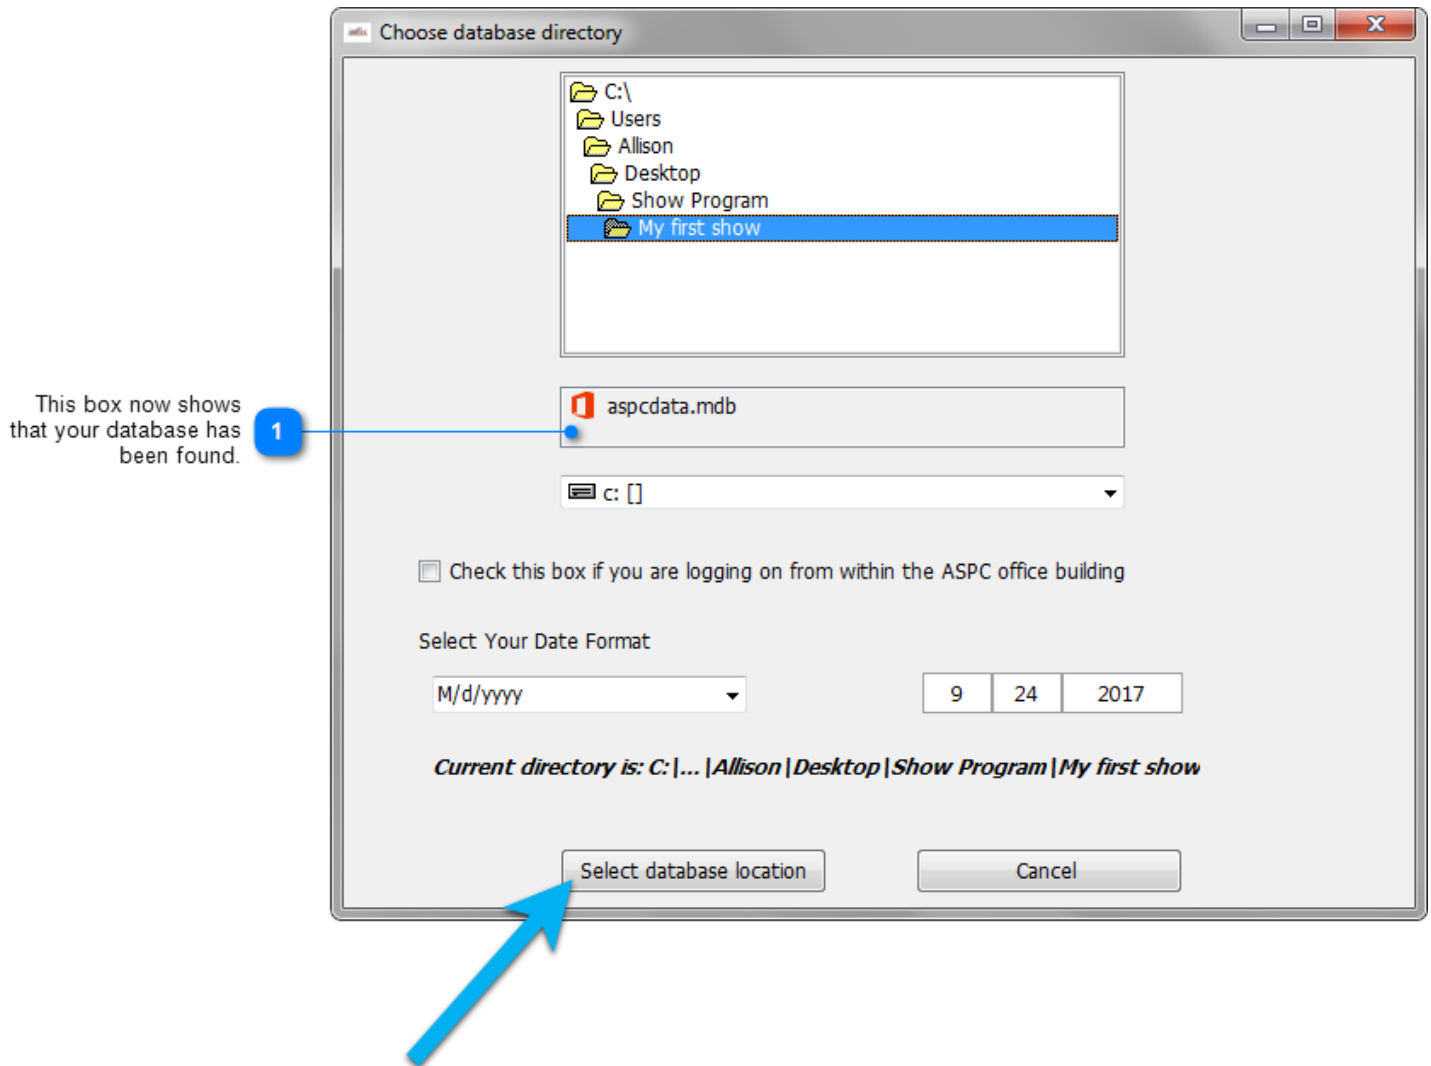 Choose database directory
C:\
Users
Allison
Desktop
Show Program
My first show
This box now shows
that your database has
been found.
1
aspcdata.mdb
c: []
Check this box if you are logging on from within the ASPC office building
Select Your Date Format
M/d/yyyy
9 24 2017
Current directory is: C:|...|Allison|Desktop|Show Program|My first show
Select database location
Cancel